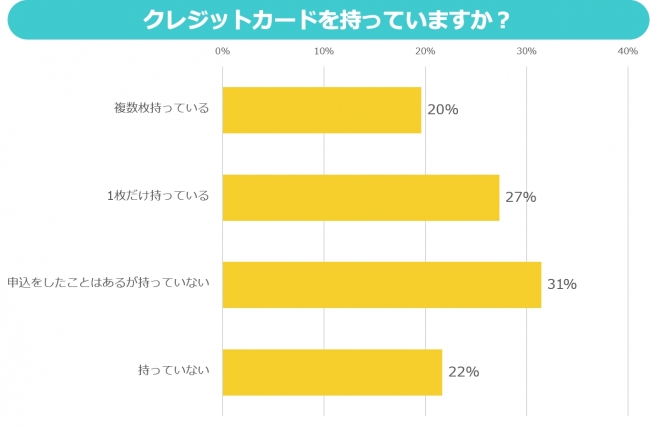 クレジットカードを持っていますか？
0%
10%
20%
30%
40%
複数枚持っている
20%
1枚だけ持っている
27%
申込をしたことはあるが持っていない
31%
持っていない
22%